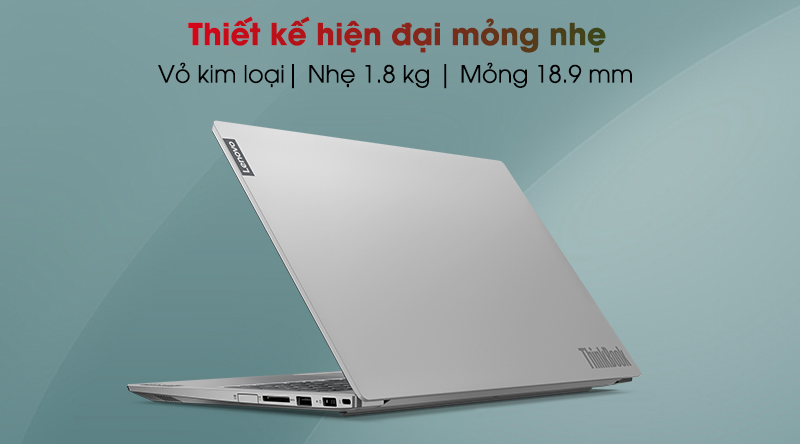 Thiết kế hiện đại mỏng nhẹ
Vỏ kim loại| Nhẹ 1.8 kg | Mỏng 18.9 mm
Lenovo
ThinkBook